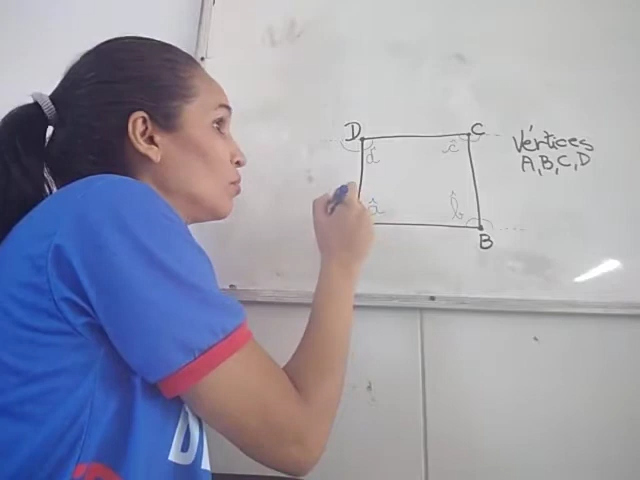 D
C
d̂
ĉ
Vértices
A, B, C, D
â
b̂
B